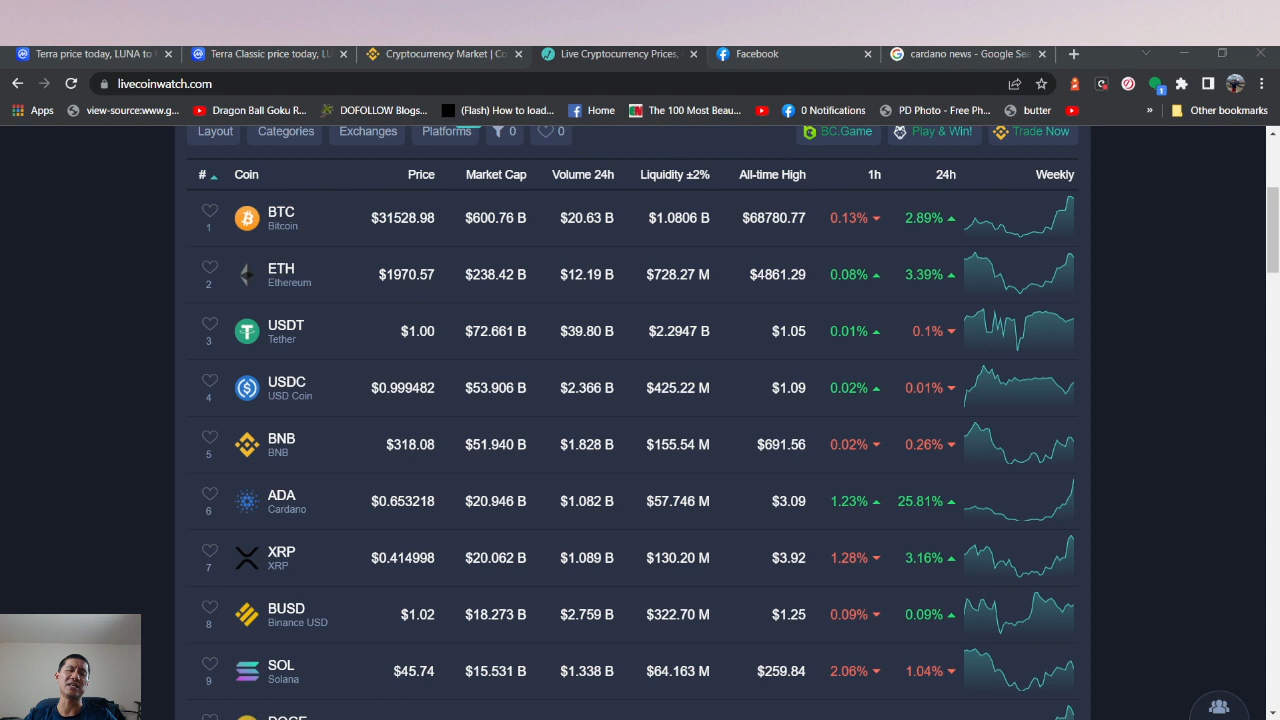 Terra price today, LUNA to
Terra Classic price today, LU
Cryptocurrency Market | Co
Live Cryptocurrency Prices,
Facebook
cardano news - Google Sea
livecoinwatch.com
1
Apps
view-source:www.g...
Dragon Ball Goku R...
DOFOLLOW Blogs...
(Flash) How to load...
Home
The 100 Most Beau...
0 Notifications
PD Photo - Free Ph...
butter
»
Other bookmarks
Layout
Categories
Exchanges
Platforms
0
0
BC.Game
Play & Win!
Trade Now
# Coin Price Market Cap Volume 24h Liquidity ±2% All-time High 1h 24h Weekly
1 BTC Bitcoin $31528.98 $600.76 B $20.63 B $1.0806 B $68780.77 0.13% 2.89%
2 ETH Ethereum $1970.57 $238.42 B $12.19 B $728.27 M $4861.29 0.08% 3.39%
3 USDT Tether $1.00 $72.661 B $39.80 B $2.2947 B $1.05 0.01% 0.1%
4 USDC USD Coin $0.999482 $53.906 B $2.366 B $425.22 M $1.09 0.02% 0.01%
5 BNB BNB $318.08 $51.940 B $1.828 B $155.54 M $691.56 0.02% 0.26%
6 ADA Cardano $0.653218 $20.946 B $1.082 B $57.746 M $3.09 1.23% 25.81%
7 XRP XRP $0.414998 $20.062 B $1.089 B $130.20 M $3.92 1.28% 3.16%
8 BUSD Binance USD $1.02 $18.273 B $2.759 B $322.70 M $1.25 0.09% 0.09%
9 SOL Solana $45.74 $15.531 B $1.338 B $64.163 M $259.84 2.06% 1.04%
DOGE